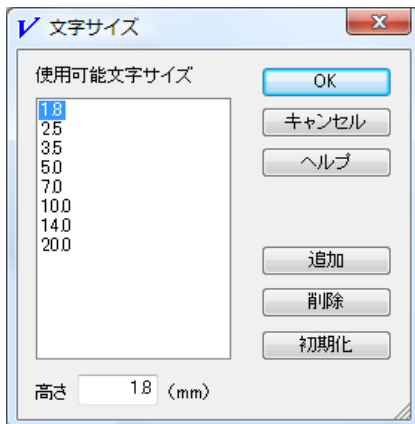 V 文字サイズ
使用可能文字サイズ
1.8
2.5
3.5
5.0
7.0
10.0
14.0
20.0
OK
キャンセル
ヘルプ
追加
削除
初期化
高さ 1.8 (mm)